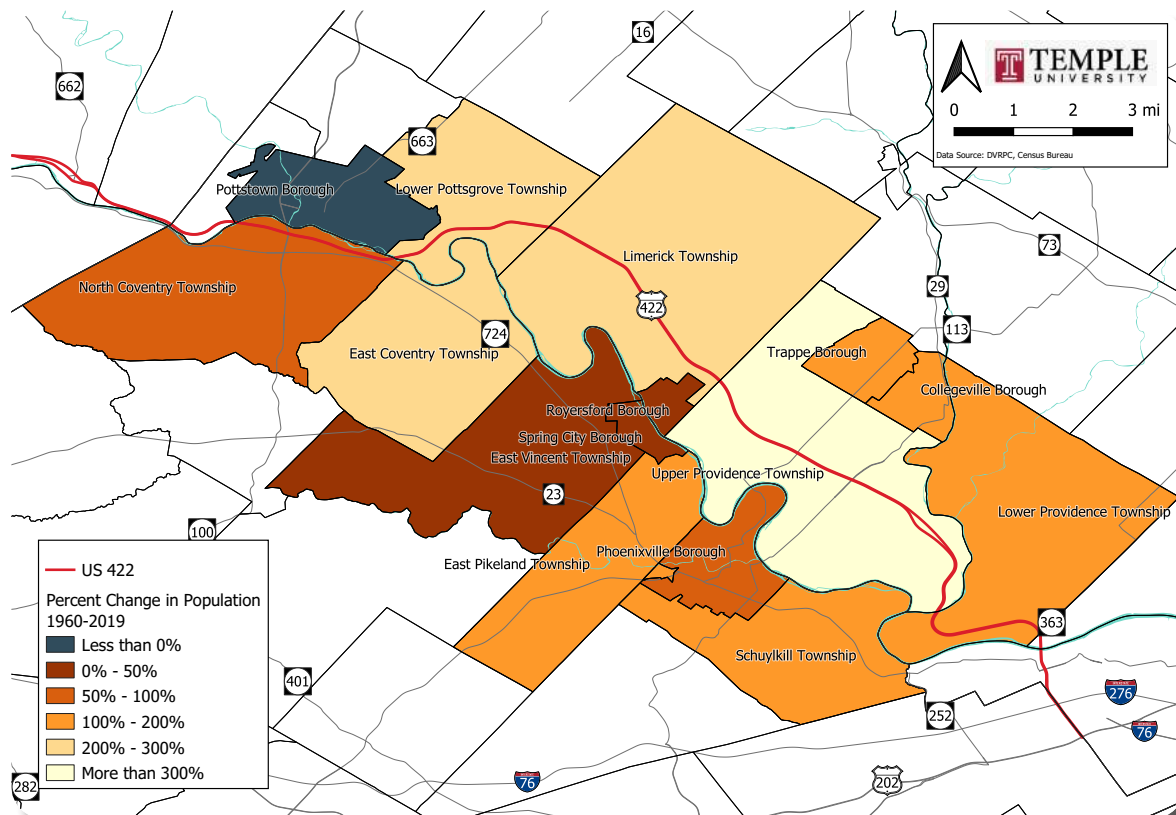 16
662
TEMPLE
UNIVERSITY
0 1 2 3 mi
Data Source: DVRPC, Census Bureau
663
Pottstown Borough
Lower Pottsgrove Township
73
Limerick Township
North Coventry Township
29
422
113
724
East Coventry Township
Trappe Borough
Collegeville Borough
Royersford Borough
Spring City Borough
East Vincent Township
Upper Providence Township
23
Lower Providence Township
100
Phoenixville Borough
East Pikeland Township
US 422
Percent Change in Population
1960-2019
Less than 0%
0% - 50%
50% - 100%
100% - 200%
200% - 300%
More than 300%
363
Schuylkill Township
401
276
252
76
76
202
282